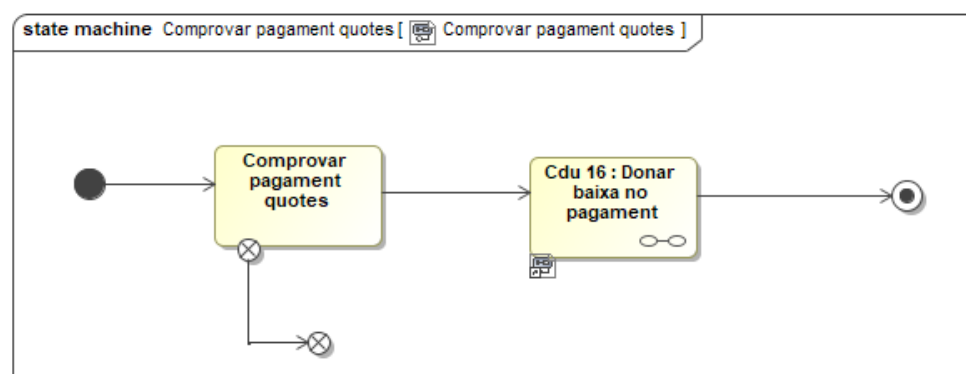 state machine Comprovar pagament quotes [ Comprovar pagament quotes ]
Comprovar
pagament
quotes
Cdu 16 : Donar
baixa no
pagament